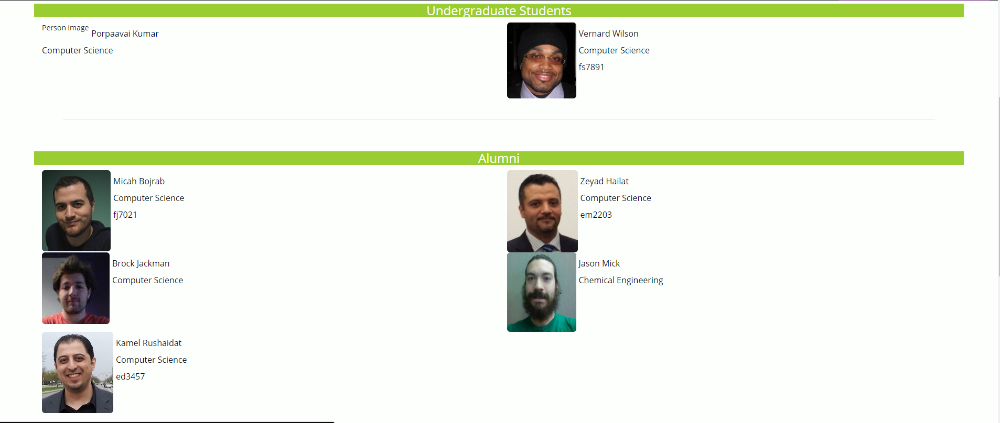 Undergraduate Students
Person image Porpaavai Kumar
Computer Science
Vernard Wilson
Computer Science
fs7891
Alumni
Micah Bojrab
Computer Science
fj7021
Zeyad Hailat
Computer Science
em2203
Brock Jackman
Computer Science
Jason Mick
Chemical Engineering
Kamel Rushaidat
Computer Science
ed3457